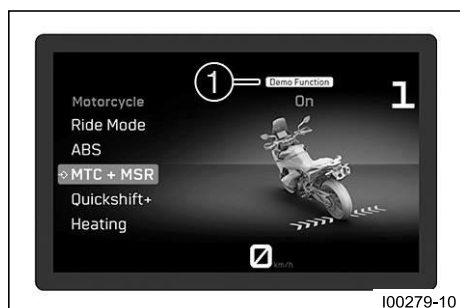 1
Demo Function
On
1
Motorcycle
Ride Mode
ABS
MTC + MSR
Quickshift+
Heating
0 km/h
I00279-10